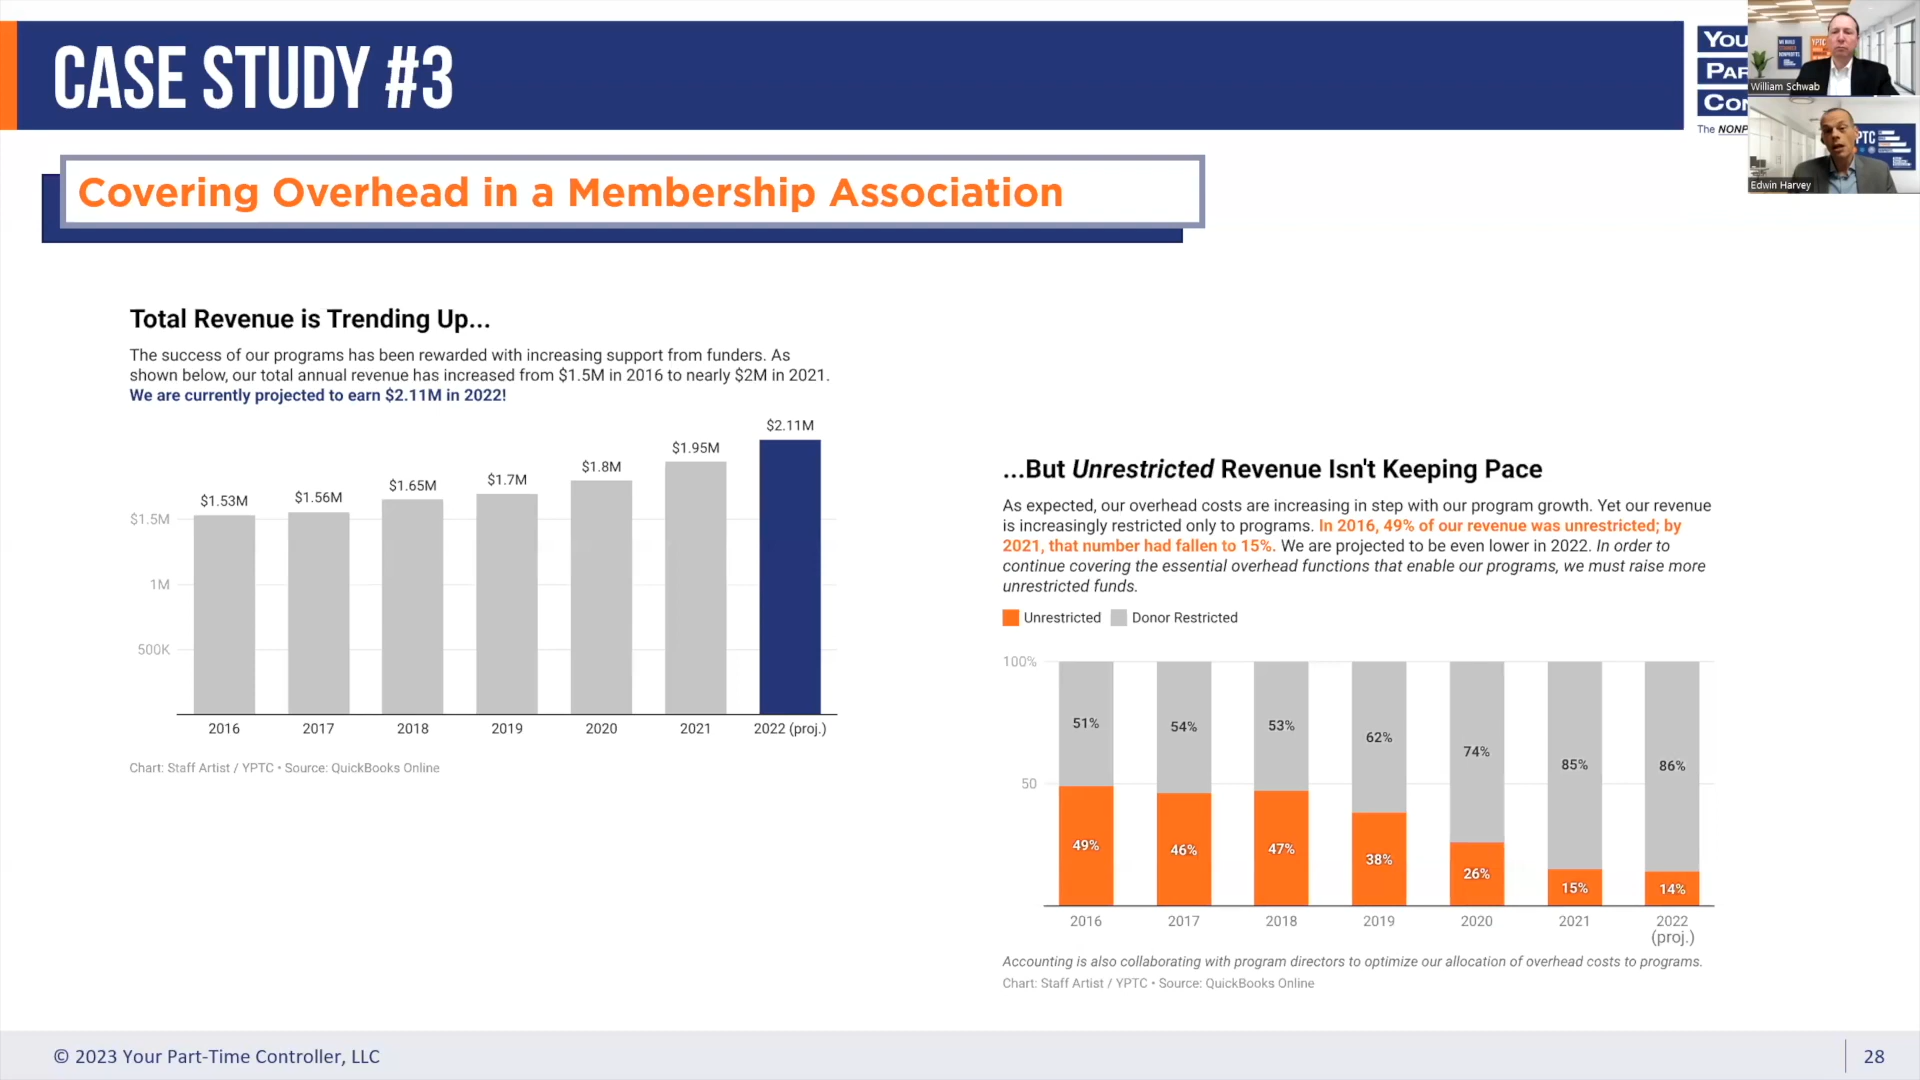 CASE STUDY #3
You
Par
Con
The NONP
William Schwab
YPTC
PTC
Edwin Harvey
Covering Overhead in a Membership Association
Total Revenue is Trending Up...
The success of our programs has been rewarded with increasing support from funders. As
shown below, our total annual revenue has increased from $1.5M in 2016 to nearly $2M in 2021.
We are currently projected to earn $2.11M in 2022!
$2.11M
$1.95M
$1.8M
$1.7M
$1.65M
$1.56M
$1.53M
$1.5M
1M
500K
2016 2017 2018 2019 2020 2021 2022 (proj.)
Chart: Staff Artist / YPTC • Source: QuickBooks Online
...But Unrestricted Revenue Isn't Keeping Pace
As expected, our overhead costs are increasing in step with our program growth. Yet our revenue
is increasingly restricted only to programs. In 2016, 49% of our revenue was unrestricted; by
2021, that number had fallen to 15%. We are projected to be even lower in 2022. In order to
continue covering the essential overhead functions that enable our programs, we must raise more
unrestricted funds.
Unrestricted Donor Restricted
100%
51% 54% 53% 62% 74% 85% 86%
50
49% 46% 47% 38% 26% 15% 14%
2016 2017 2018 2019 2020 2021 2022
(proj.)
Accounting is also collaborating with program directors to optimize our allocation of overhead costs to programs.
Chart: Staff Artist / YPTC • Source: QuickBooks Online
© 2023 Your Part-Time Controller, LLC
28